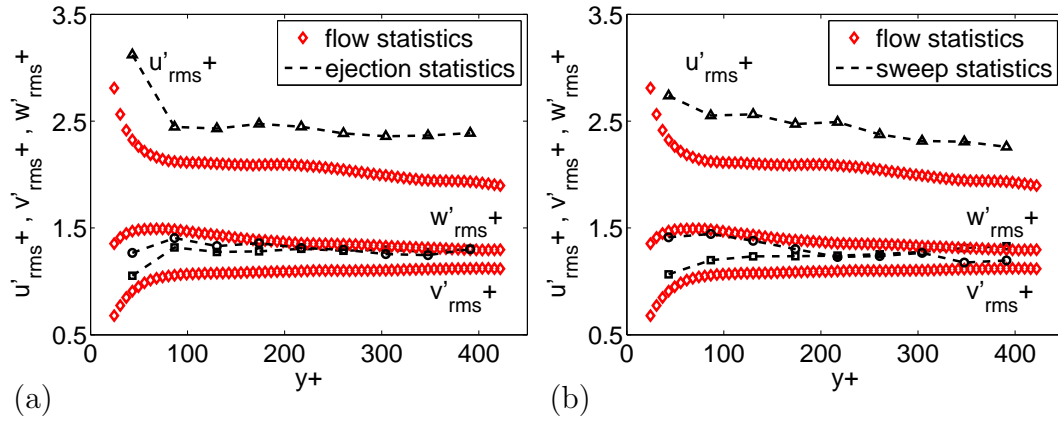 3.5
2.5
1.5
0.5
u'rms+ , v'rms+ , w'rms+
flow statistics
ejection statistics
u'rms+
w'rms+
v'rms+
0 100 200 300 400
y+
(a)
3.5
2.5
1.5
0.5
u'rms+ , v'rms+ , w'rms+
flow statistics
sweep statistics
u'rms+
w'rms+
v'rms+
0 100 200 300 400
y+
(b)